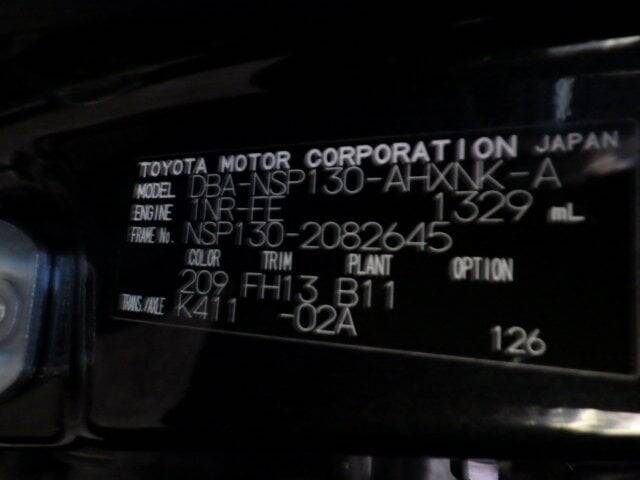 TOYOTA MOTOR CORPORATION JAPAN
MODEL DBA-NSP130-AHXNK-A
ENGINE 1NR-FE 1329 mL
FRAME No. NSP130-2082645
COLOR TRIM PLANT OPTION
209 FH13 B11
TRANS./AXLE K411 -02A
126